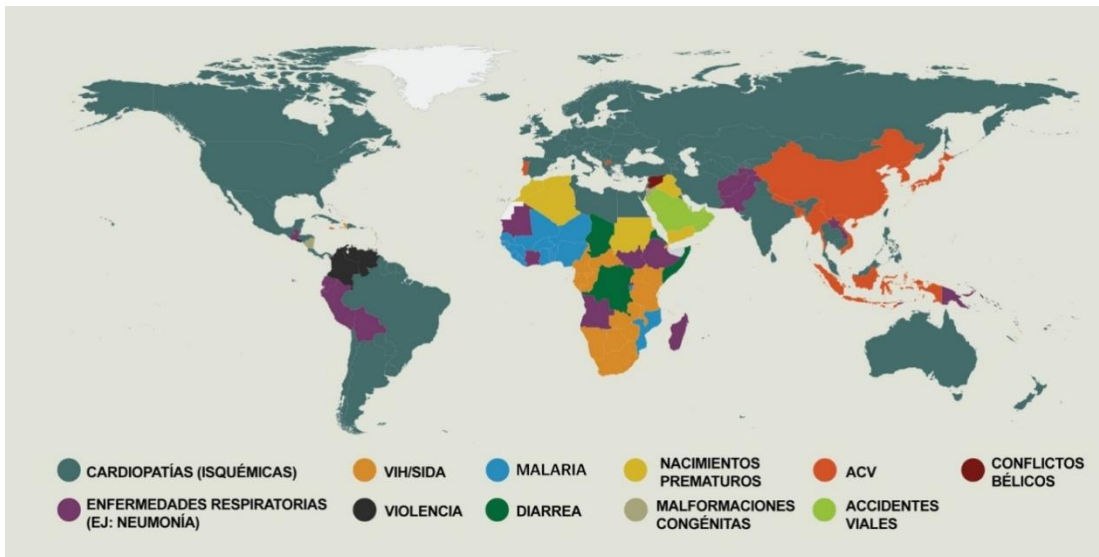 CARDIOPATÍAS (ISQUÉMICAS)
ENFERMEDADES RESPIRATORIAS
(EJ: NEUMONÍA)
VIH/SIDA
VIOLENCIA
MALARIA
DIARREA
NACIMIENTOS
PREMATUROS
MALFORMACIONES
CONGÉNITAS
ACV
ACCIDENTES
VIALES
CONFLICTOS
BÉLICOS